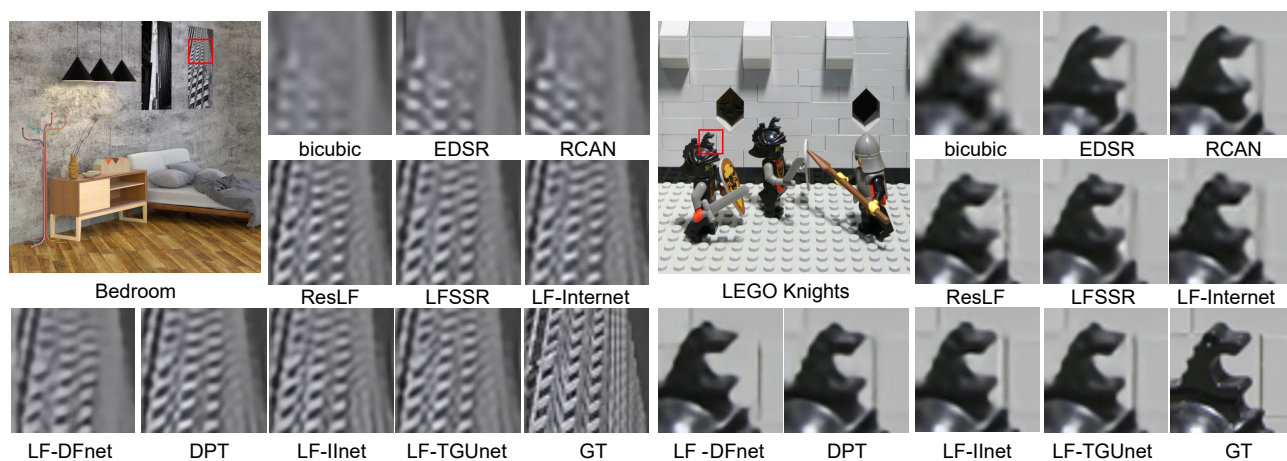 bicubic EDSR RCAN bicubic EDSR RCAN
Bedroom ResLF LFSSR LF-Internet LEGO Knights ResLF LFSSR LF-Internet
LF-DFnet DPT LF-IInet LF-TGUnet GT LF -DFnet DPT LF-IInet LF-TGUnet GT